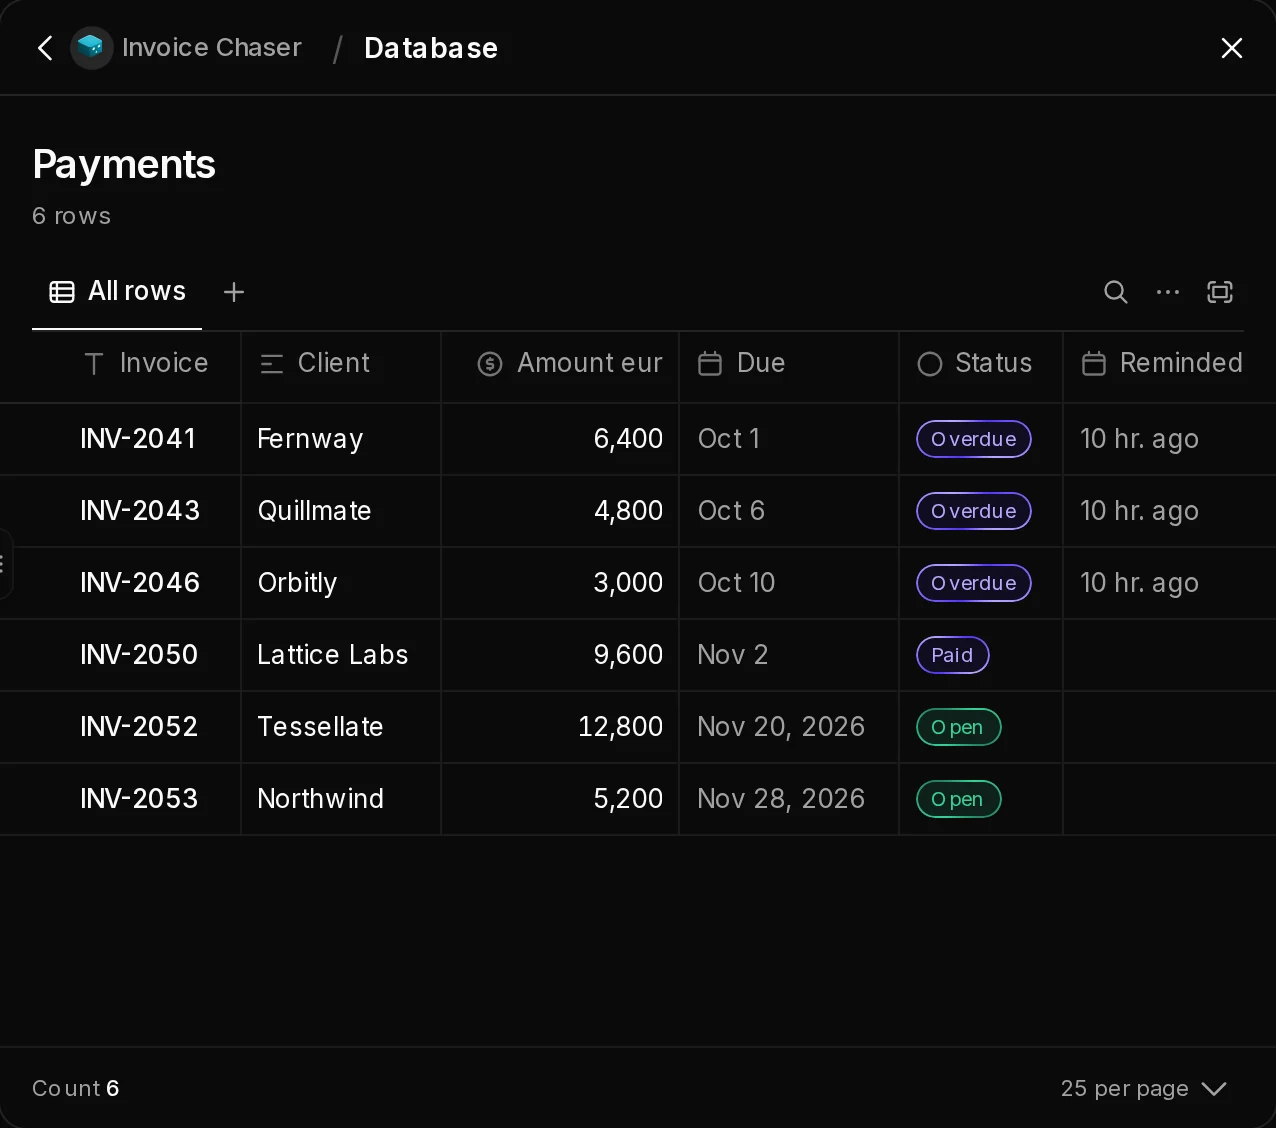 Invoice Chaser / Database
Payments
6 rows
All rows
Invoice Client Amount eur Due Status Reminded
INV-2041 Fernway 6,400 Oct 1 Overdue 10 hr. ago
INV-2043 Quillmate 4,800 Oct 6 Overdue 10 hr. ago
INV-2046 Orbitly 3,000 Oct 10 Overdue 10 hr. ago
INV-2050 Lattice Labs 9,600 Nov 2 Paid
INV-2052 Tessellate 12,800 Nov 20, 2026 Open
INV-2053 Northwind 5,200 Nov 28, 2026 Open
Count 6 25 per page